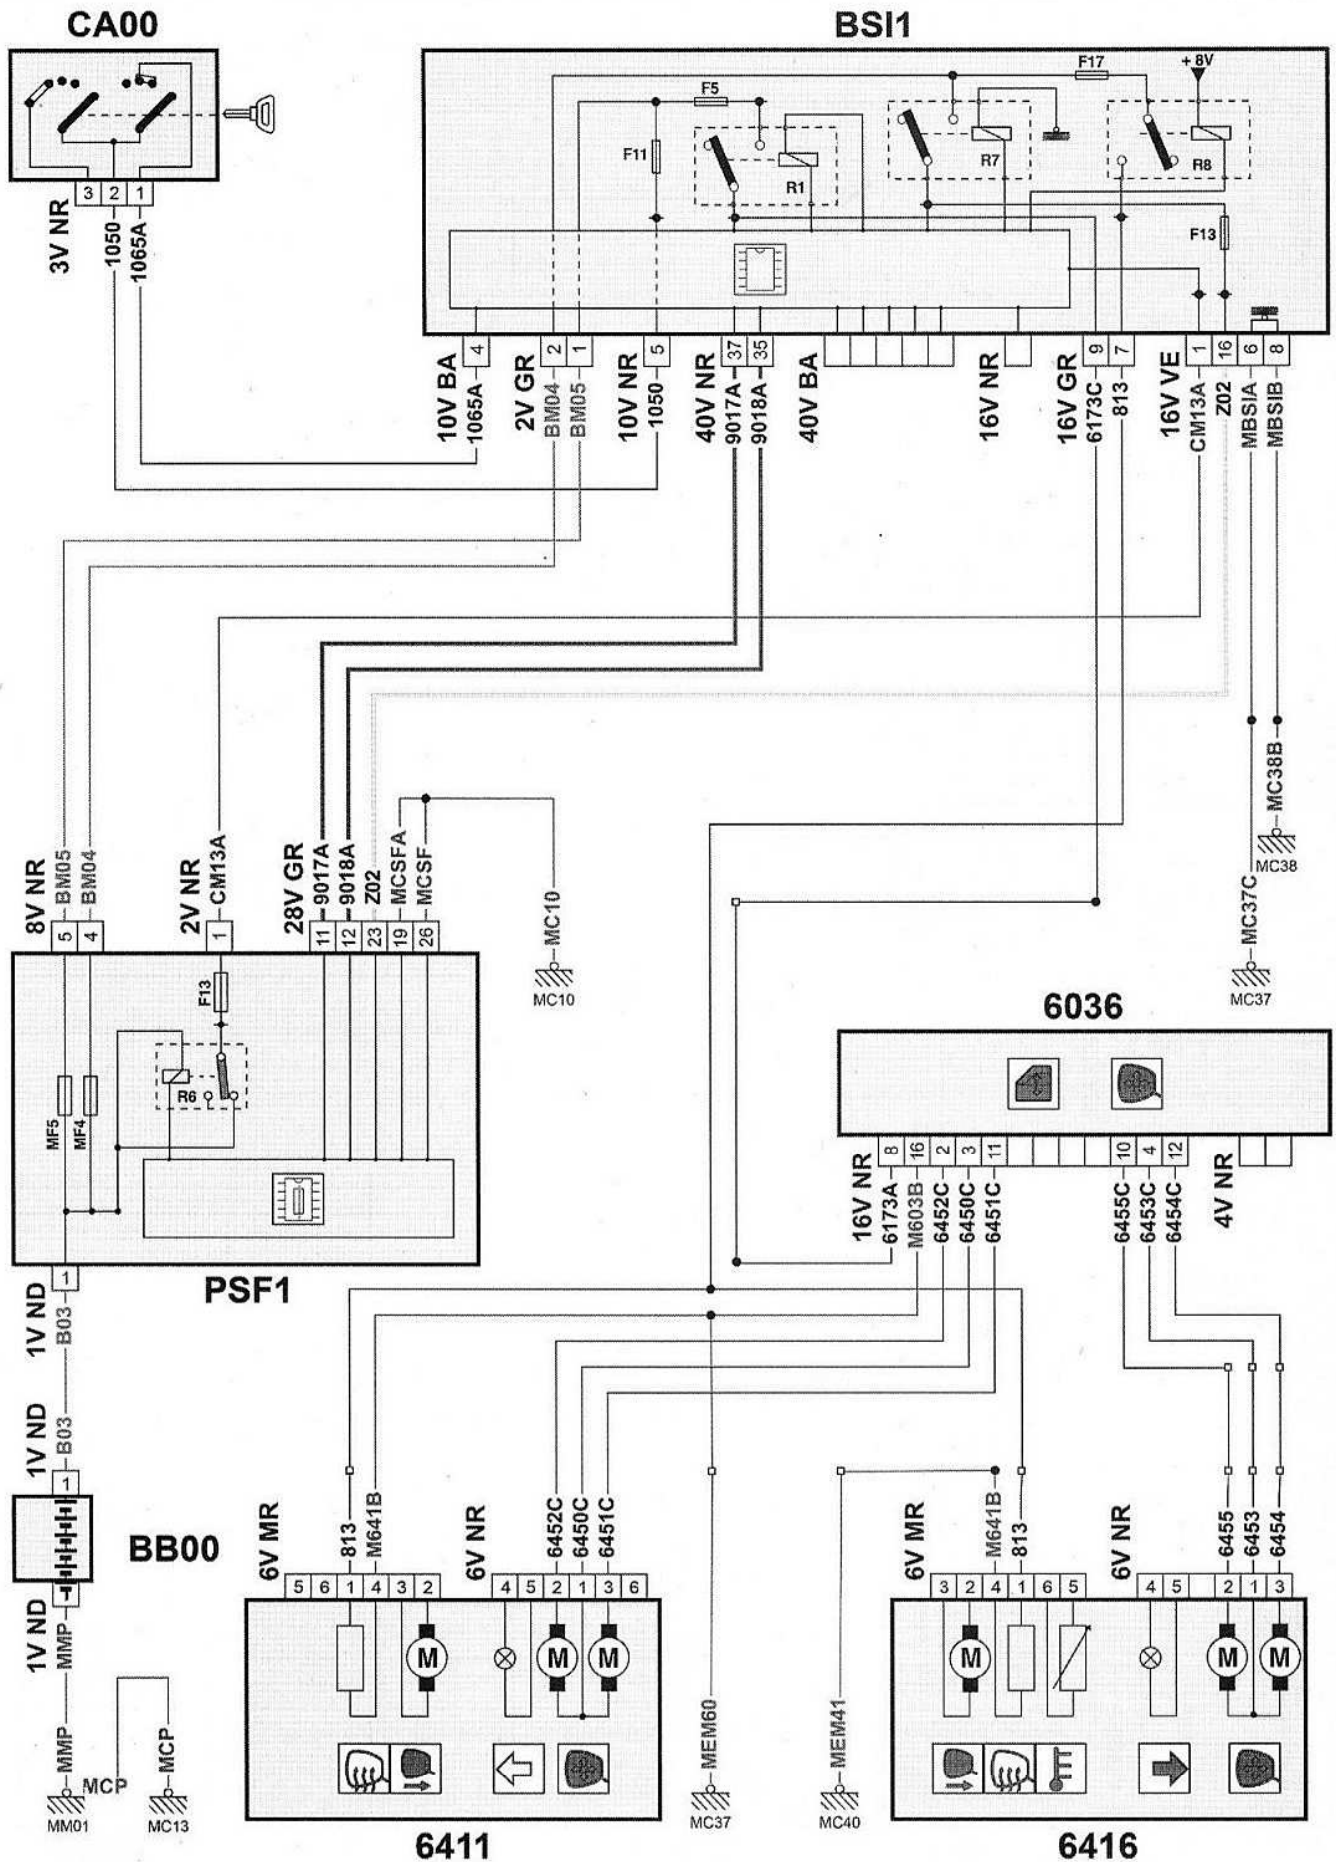 CA00
BSI1
F17
+ 8V
F5
F11
R1
R7
R8
F13
3 2 1
3V NR
1050
1065A
4 2 1 5 37 35 9 7 1 16 6 8
10V BA
1065A
2V GR
BM04
BM05
10V NR
1050
40V NR
9017A
9018A
40V BA
16V NR
16V GR
6173C
813
16V VE
CM13A
Z02
MBSIA
MBSIB
MC38B
MC38
MC37C
MC37
8V NR
BM05
BM04
2V NR
CM13A
28V GR
9017A
9018A
Z02
MCSFA
MCSF
MC10
MC10
5 4 1 11 12 23 19 26
F13
R6
MF5
MF4
PSF1
1
1V ND
B03
6036
8 16 2 3 11 10 4 12
16V NR
6173A
M603B
6452C
6450C
6451C
6455C
6453C
6454C
4V NR
1V ND
B03
1
BB00
1V ND
MMP
MMP
MM01
MCP
MCP
MC13
6V MR
813
M641B
6V NR
6452C
6450C
6451C
5 6 1 4 3 2
4 5 2 1 3 6
M
M M
6411
MEM60
MC37
MEM41
MC40
6V MR
M641B
813
6V NR
6455
6453
6454
3 2 4 1 6 5
4 5 2 1 3
M
M M
6416